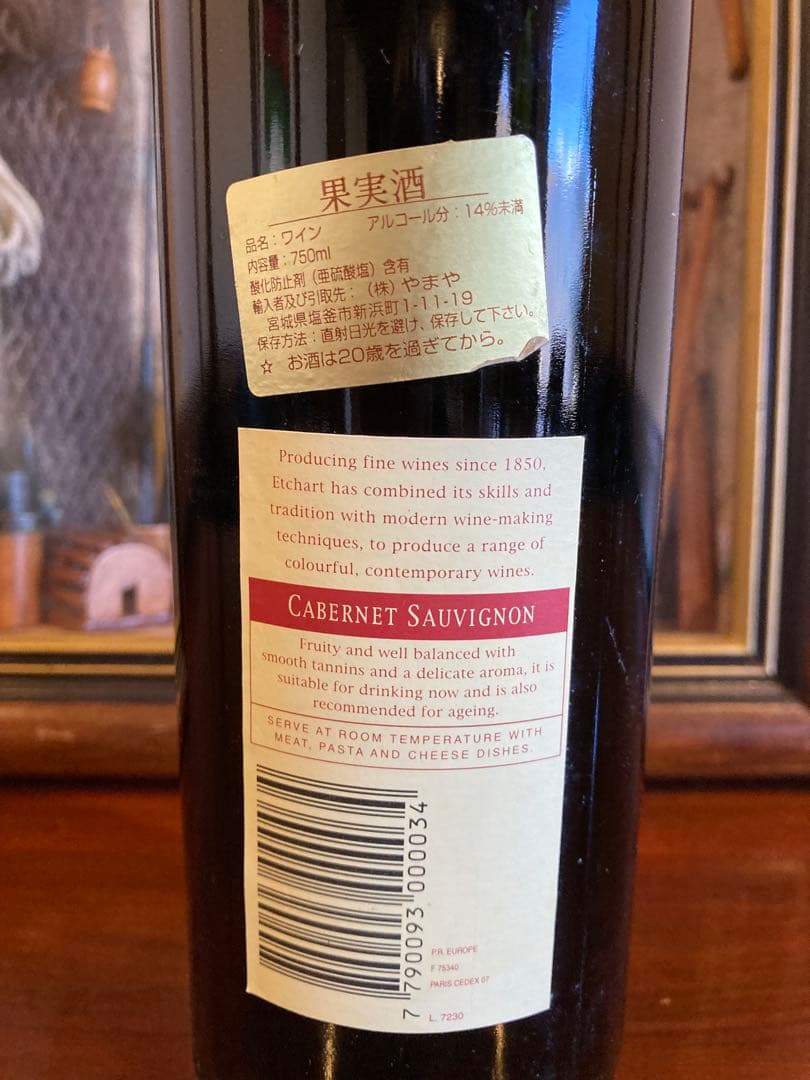 果実酒
品名：ワイン　アルコール分：14％未満
内容量：750ml
酸化防止剤（亜硫酸塩）含有
輸入者及び引取先：（株）やまや
宮城県塩釜市新浜町1-11-19
保存方法：直射日光を避け、保存して下さい。
☆ お酒は20歳を過ぎてから。
Producing fine wines since 1850,
Etchart has combined its skills and
tradition with modern wine-making
techniques, to produce a range of
colourful, contemporary wines.
CABERNET SAUVIGNON
Fruity and well balanced with
smooth tannins and a delicate aroma, it is
suitable for drinking now and is also
recommended for ageing.
SERVE AT ROOM TEMPERATURE WITH
MEAT, PASTA AND CHEESE DISHES.
7 790093 000034
P.R. EUROPE
F 75340
PARIS CEDEX 07
L. 7230